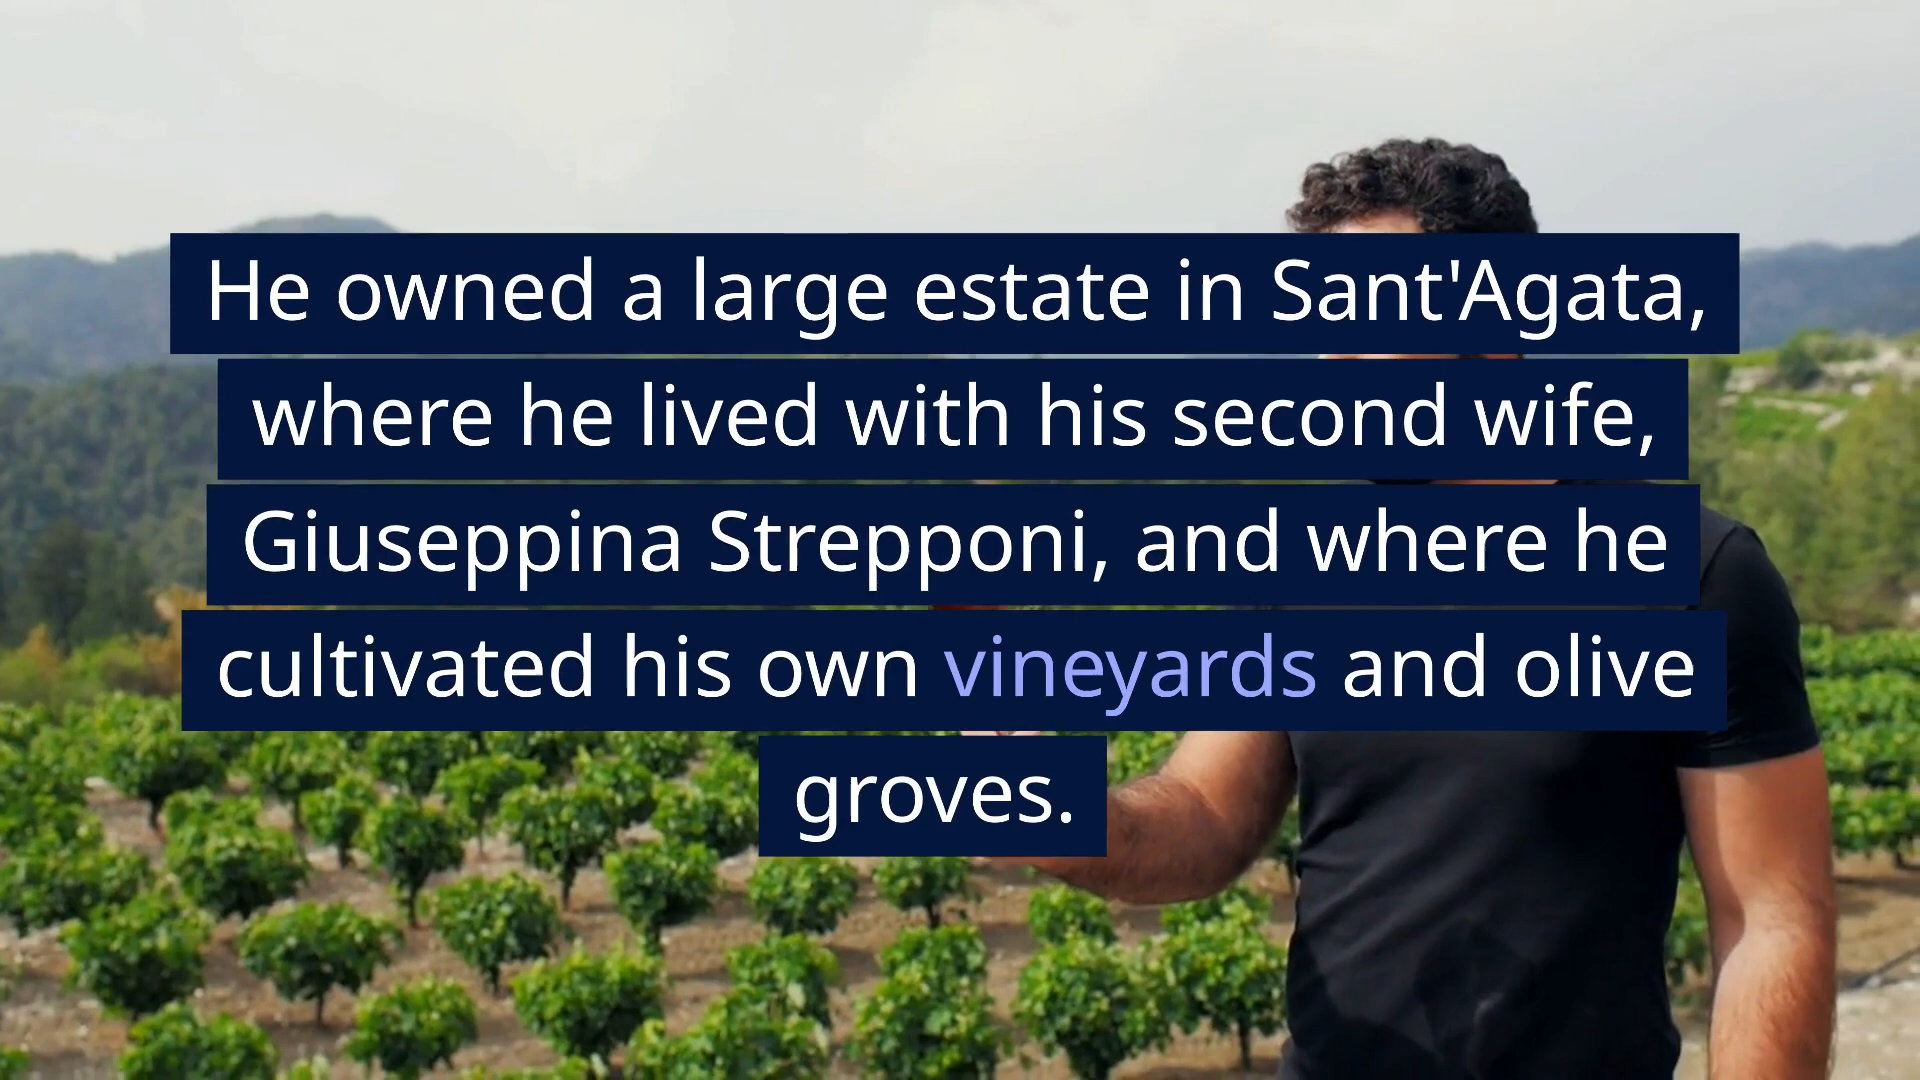 He owned a large estate in Sant'Agata,
where he lived with his second wife,
Giuseppina Strepponi, and where he
cultivated his own vineyards and olive
groves.